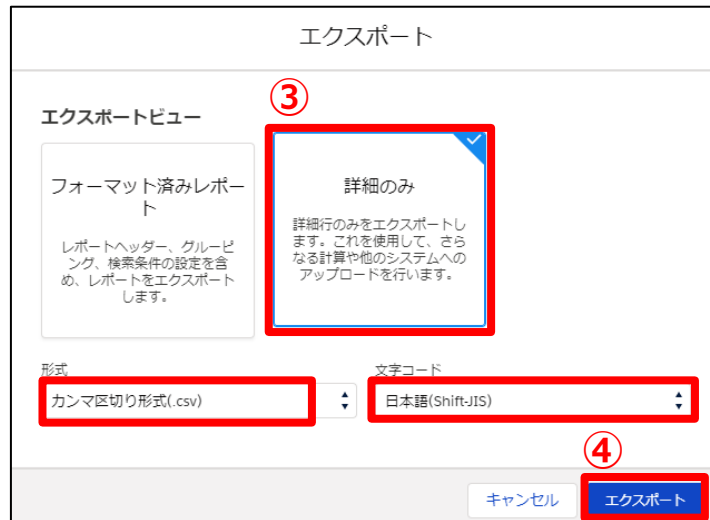 エクスポート
③
エクスポートビュー
フォーマット済みレポー
ト
レポートヘッダー、グルーピ
ング、検索条件の設定を含
め、レポートをエクスポート
します。
詳細のみ
詳細行のみをエクスポートし
ます。これを使用して、さら
なる計算や他のシステムへの
アップロードを行います。
形式
カンマ区切り形式(.csv)
文字コード
日本語(Shift-JIS)
④
キャンセル
エクスポート